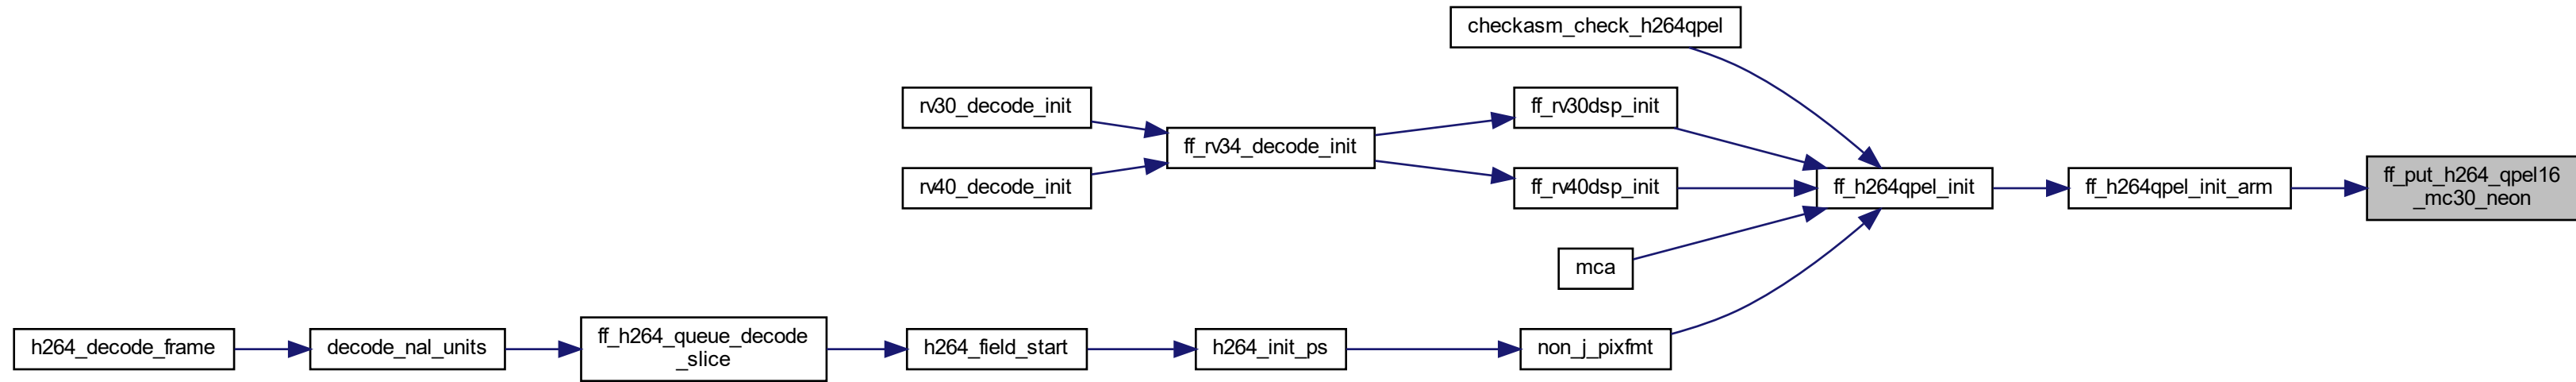 checkasm_check_h264qpel
rv30_decode_init
ff_rv30dsp_init
ff_rv34_decode_init
ff_put_h264_qpel16
_mc30_neon
rv40_decode_init
ff_rv40dsp_init
ff_h264qpel_init
ff_h264qpel_init_arm
mca
h264_decode_frame
decode_nal_units
ff_h264_queue_decode
_slice
h264_field_start
h264_init_ps
non_j_pixfmt